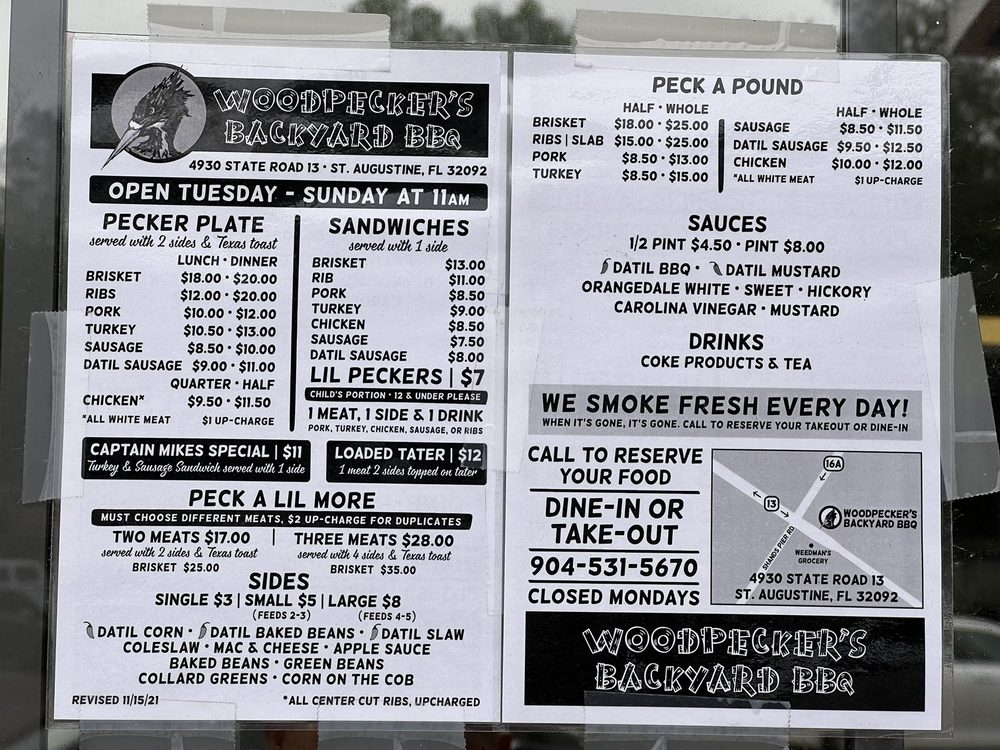 WOODPECKER'S
BACKYARD BBQ
4930 STATE ROAD 13 • ST. AUGUSTINE, FL 32092
OPEN TUESDAY - SUNDAY AT 11AM
PECKER PLATE
served with 2 sides & Texas toast
LUNCH • DINNER
BRISKET $18.00 • $20.00
RIBS $12.00 • $20.00
PORK $10.00 • $12.00
TURKEY $10.50 • $13.00
SAUSAGE $8.50 • $10.00
DATIL SAUSAGE $9.00 • $11.00
QUARTER • HALF
CHICKEN* $9.50 • $11.50
*ALL WHITE MEAT $1 UP-CHARGE
SANDWICHES
served with 1 side
BRISKET $13.00
RIB $11.00
PORK $8.50
TURKEY $9.00
CHICKEN $8.50
SAUSAGE $7.50
DATIL SAUSAGE $8.00
LIL PECKERS | $7
CHILD'S PORTION • 12 & UNDER PLEASE
1 MEAT, 1 SIDE & 1 DRINK
PORK, TURKEY, CHICKEN, SAUSAGE, OR RIBS
CAPTAIN MIKES SPECIAL | $11
Turkey & Sausage Sandwich served with 1 side
LOADED TATER | $12
1 meat 2 sides topped on tater
PECK A LIL MORE
MUST CHOOSE DIFFERENT MEATS, $2 UP-CHARGE FOR DUPLICATES
TWO MEATS $17.00 | THREE MEATS $28.00
served with 2 sides & Texas toast served with 4 sides & Texas toast
BRISKET $25.00 BRISKET $35.00
SIDES
SINGLE $3 | SMALL $5 | LARGE $8
(FEEDS 2-3) (FEEDS 4-5)
DATIL CORN • DATIL BAKED BEANS • DATIL SLAW
COLESLAW • MAC & CHEESE • APPLE SAUCE
BAKED BEANS • GREEN BEANS
COLLARD GREENS • CORN ON THE COB
REVISED 11/15/21 *ALL CENTER CUT RIBS, UPCHARGED
PECK A POUND
HALF • WHOLE
BRISKET $18.00 • $25.00
RIBS | SLAB $15.00 • $25.00
PORK $8.50 • $13.00
TURKEY $8.50 • $15.00
HALF • WHOLE
SAUSAGE $8.50 • $11.50
DATIL SAUSAGE $9.50 • $12.50
CHICKEN $10.00 • $12.00
*ALL WHITE MEAT $1 UP-CHARGE
SAUCES
1/2 PINT $4.50 • PINT $8.00
DATIL BBQ • DATIL MUSTARD
ORANGEDALE WHITE • SWEET • HICKORY
CAROLINA VINEGAR • MUSTARD
DRINKS
COKE PRODUCTS & TEA
WE SMOKE FRESH EVERY DAY!
WHEN IT'S GONE, IT'S GONE. CALL TO RESERVE YOUR TAKEOUT OR DINE-IN
CALL TO RESERVE
YOUR FOOD
DINE-IN OR
TAKE-OUT
904-531-5670
CLOSED MONDAYS
16A
13
SHANDS PIER RD.
WOODPECKER'S
BACKYARD BBQ
WEEDMAN'S
GROCERY
4930 STATE ROAD 13
ST. AUGUSTINE, FL 32092
WOODPECKER'S
BACKYARD BBQ